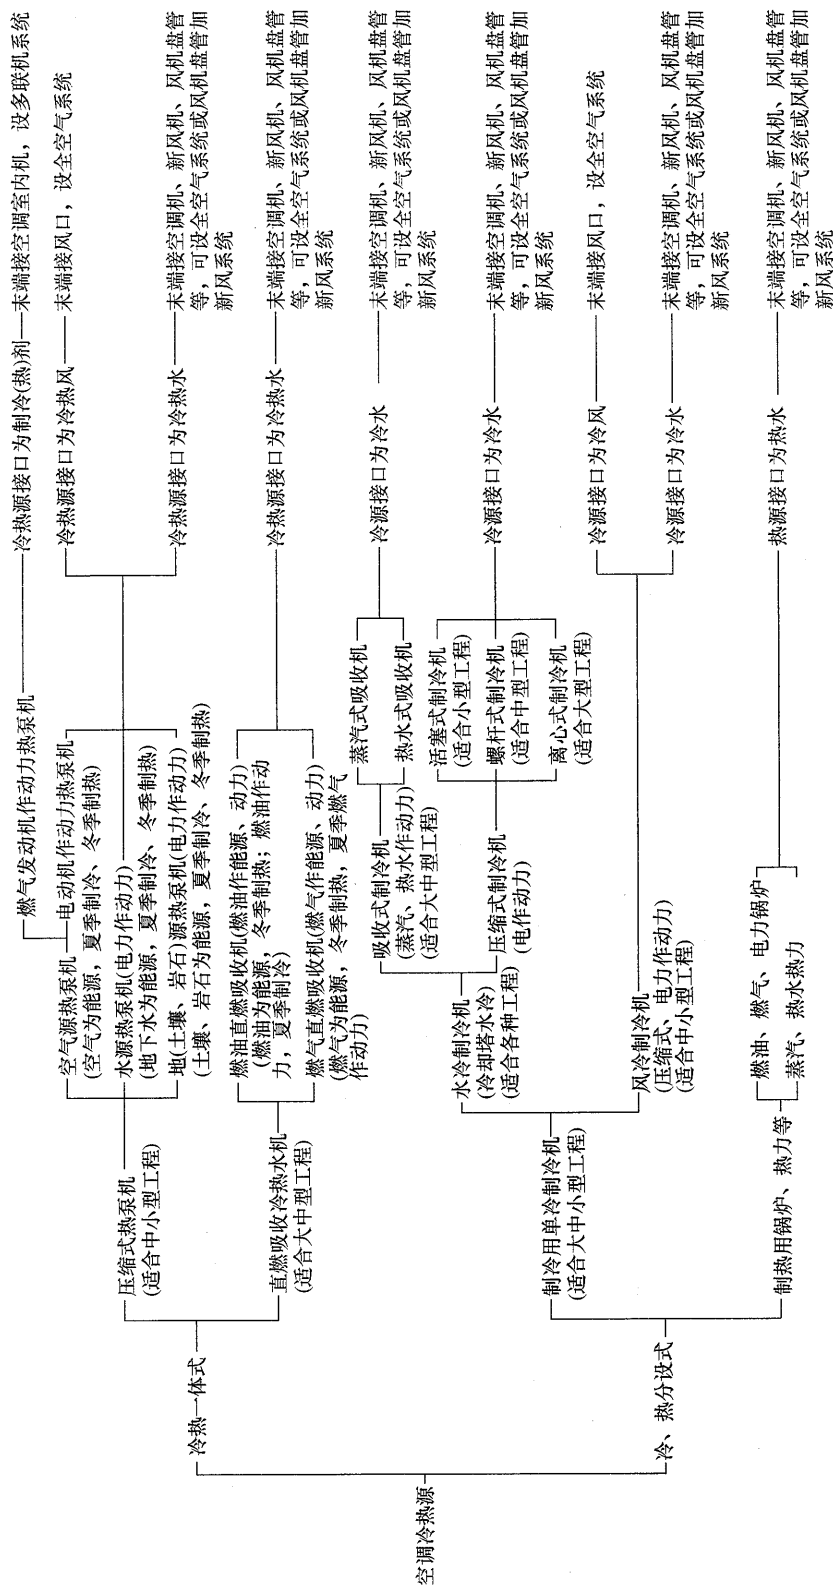 空调冷热源
冷热一体式
压缩式热泵机
(适合中小型工程)
空气源热泵机
(空气为能源，夏季制冷、冬季制热)
燃气发动机作动力热泵机
冷热源接口为制冷(热)剂
末端接空调室内机，设多联机系统
电动机作动力热泵机
水源热泵机(电力作动力)
(地下水为能源，夏季制冷、冬季制热)
地(土壤、岩石)源热泵机(电力作动力)
(土壤、岩石为能源，夏季制冷、冬季制热)
冷热源接口为冷热风
末端接风口，设全空气系统
冷热源接口为冷热水
末端接空调机、新风机、风机盘管
等，可设全空气系统或风机盘管加
新风系统
直燃吸收冷热水机
(适合大中型工程)
燃油直燃吸收机(燃油作能源、动力)
(燃油为能源，冬季制热；燃油作动
力，夏季制冷)
燃气直燃吸收机(燃气作能源、动力)
(燃气为能源，冬季制热，夏季燃气
作动力)
冷热源接口为冷热水
末端接空调机、新风机、风机盘管
等，可设全空气系统或风机盘管加
新风系统
冷、热分设式
制冷用单冷制冷机
(适合大中小型工程)
水冷制冷机
(冷却塔水冷)
(适合各种工程)
吸收式制冷机
(蒸汽、热水作动力)
(适合大中型工程)
蒸汽式吸收机
热水式吸收机
冷源接口为冷水
末端接空调机、新风机、风机盘管
等，可设全空气系统或风机盘管加
新风系统
压缩式制冷机
(电作动力)
活塞式制冷机
(适合小型工程)
螺杆式制冷机
(适合中型工程)
离心式制冷机
(适合大型工程)
冷源接口为冷水
末端接空调机、新风机、风机盘管
等，可设全空气系统或风机盘管加
新风系统
风冷制冷机
(压缩式、电力作动力)
(适合中小型工程)
冷源接口为冷风
末端接风口，设全空气系统
冷源接口为冷水
末端接空调机、新风机、风机盘管
等，可设全空气系统或风机盘管加
新风系统
制热用锅炉、热力等
燃油、燃气、电力锅炉
蒸汽、热水热力
热源接口为热水
末端接空调机、新风机、风机盘管
等，可设全空气系统或风机盘管加
新风系统